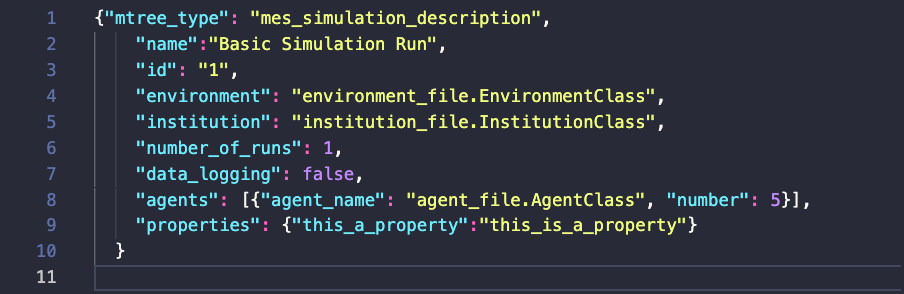 1 {"mtree_type": "mes_simulation_description",
2 "name":"Basic Simulation Run",
3 "id": "1",
4 "environment": "environment_file.EnvironmentClass",
5 "institution": "institution_file.InstitutionClass",
6 "number_of_runs": 1,
7 "data_logging": false,
8 "agents": [{"agent_name": "agent_file.AgentClass", "number": 5}],
9 "properties": {"this_a_property":"this_is_a_property"}
10 }
11